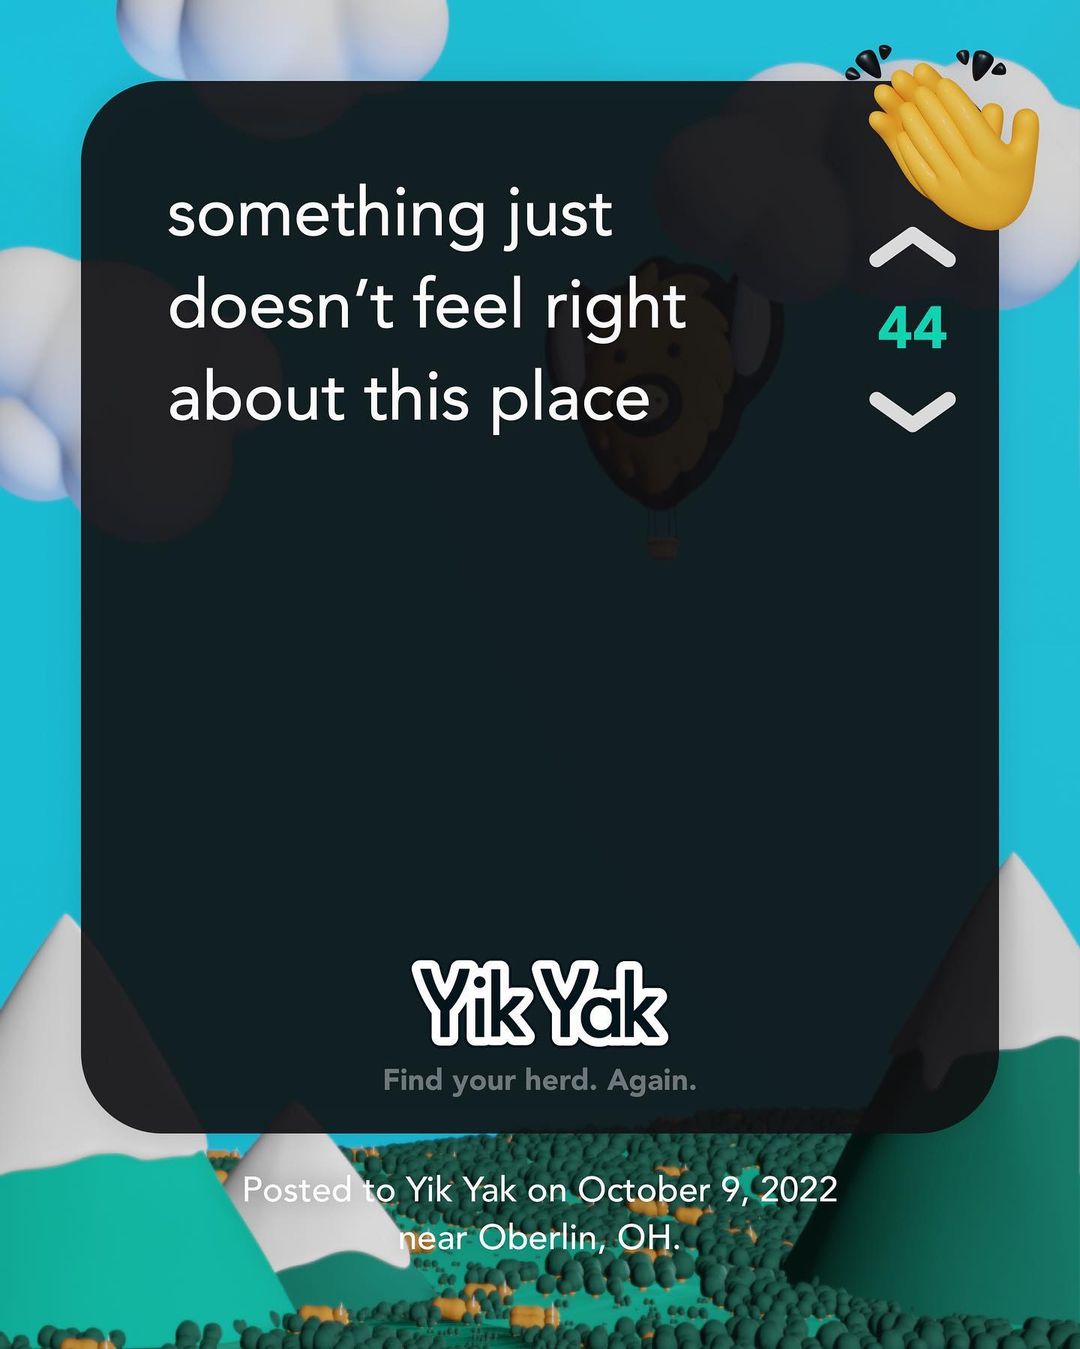 something just
doesn’t feel right
about this place
44
Yik Yak
Find your herd. Again.
Posted to Yik Yak on October 9, 2022
near Oberlin, OH.